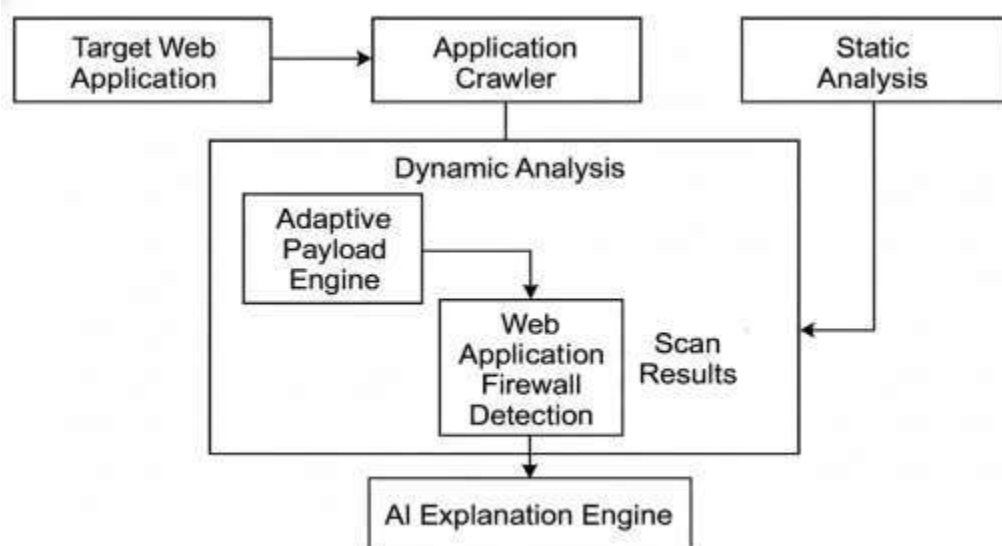 Target Web
Application
Application
Crawler
Static
Analysis
Dynamic Analysis
Adaptive
Payload
Engine
Web
Application
Firewall
Detection
Scan
Results
AI Explanation Engine